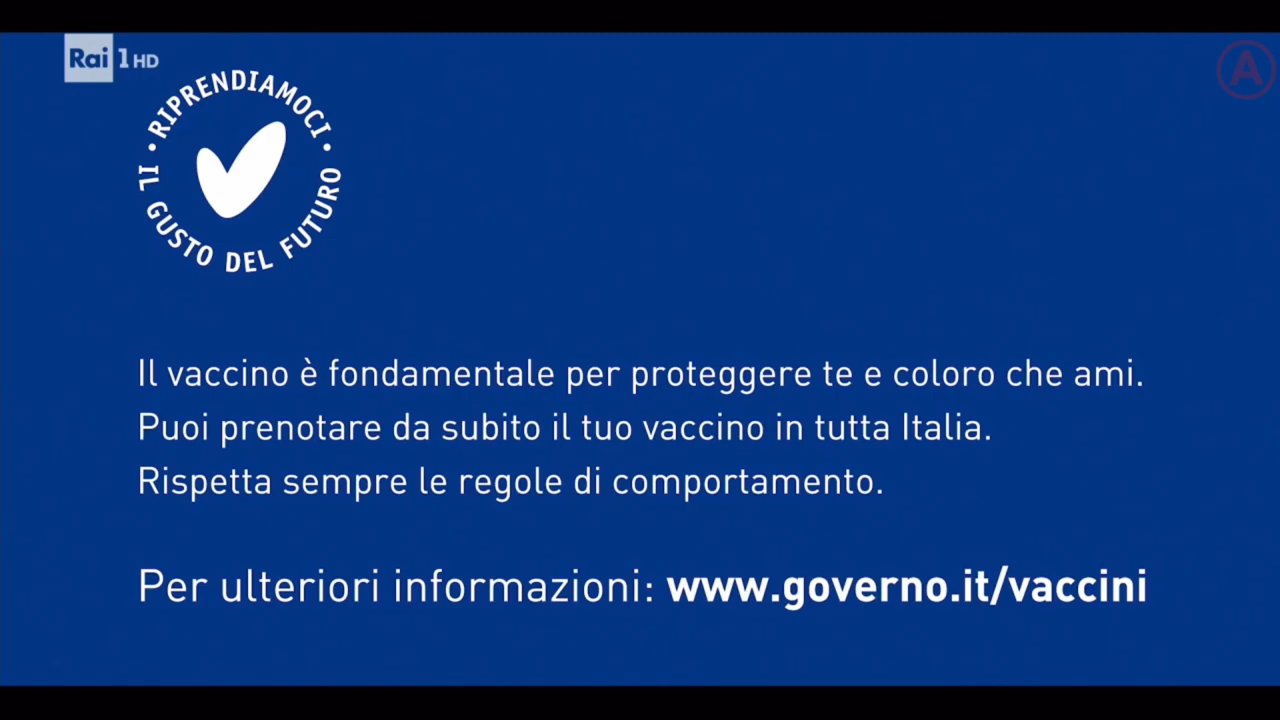 Rai 1 HD
A
• RIPRENDIAMOCI •
IL GUSTO DEL FUTURO
Il vaccino è fondamentale per proteggere te e coloro che ami.
Puoi prenotare da subito il tuo vaccino in tutta Italia.
Rispetta sempre le regole di comportamento.
Per ulteriori informazioni: www.governo.it/vaccini